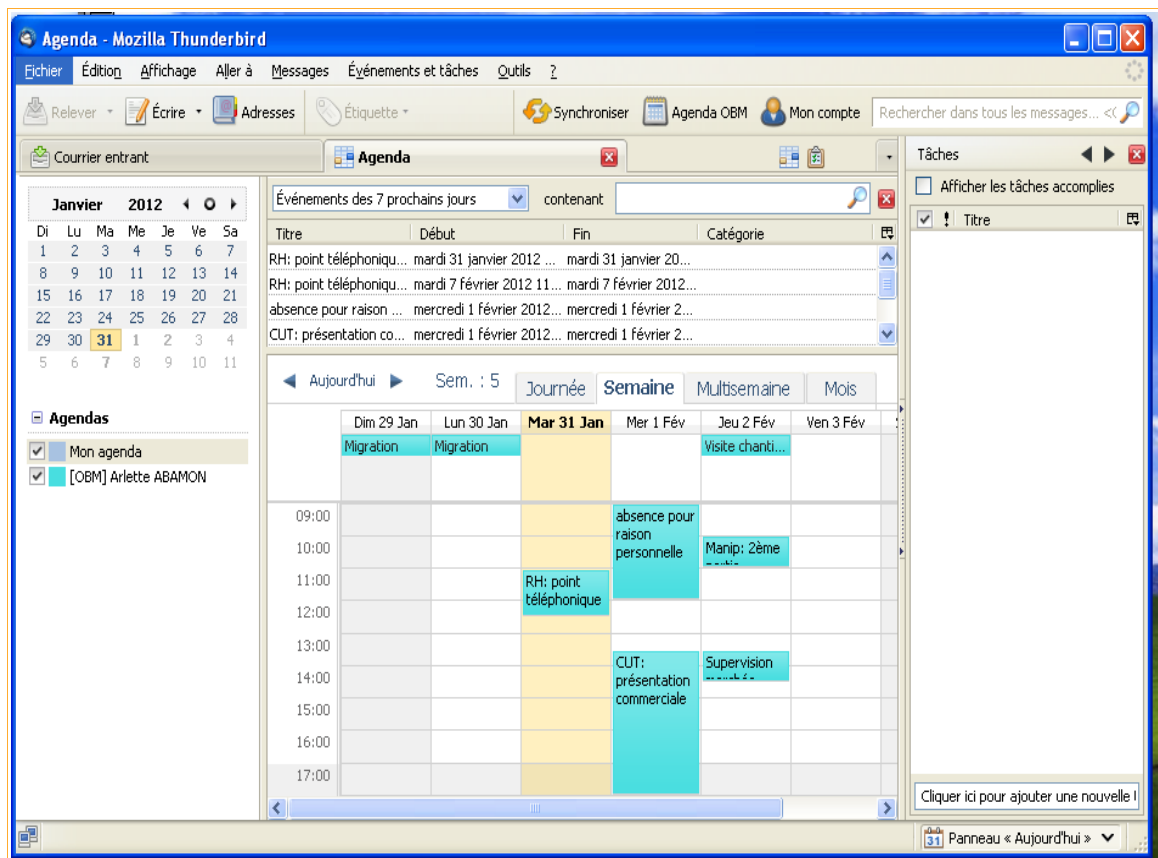 Agenda - Mozilla Thunderbird
Fichier Édition Affichage Aller à Messages Événements et tâches Outils ?
Relever Écrire Adresses Étiquette Synchroniser Agenda OBM Mon compte Rechercher dans tous les messages...
Courrier entrant Agenda
Tâches
Afficher les tâches accomplies
! Titre
Janvier 2012
Di Lu Ma Me Je Ve Sa
1 2 3 4 5 6 7
8 9 10 11 12 13 14
15 16 17 18 19 20 21
22 23 24 25 26 27 28
29 30 31 1 2 3 4
5 6 7 8 9 10 11
Agendas
Mon agenda
[OBM] Arlette ABAMON
Événements des 7 prochains jours contenant
Titre Début Fin Catégorie
RH: point téléphoniqu... mardi 31 janvier 2012 ... mardi 31 janvier 20...
RH: point téléphoniqu... mardi 7 février 2012 11... mardi 7 février 2012...
absence pour raison ... mercredi 1 février 2012... mercredi 1 février 2...
CUT: présentation co... mercredi 1 février 2012... mercredi 1 février 2...
Aujourd'hui Sem. : 5 Journée Semaine Multisemaine Mois
Dim 29 Jan Lun 30 Jan Mar 31 Jan Mer 1 Fév Jeu 2 Fév Ven 3 Fév
Migration Migration Visite chanti...
09:00
10:00
11:00
12:00
13:00
14:00
15:00
16:00
17:00
RH: point
téléphonique
absence pour
raison
personnelle
CUT:
présentation
commerciale
Manip: 2ème
Supervision
Cliquer ici pour ajouter une nouvelle
31 Panneau « Aujourd'hui »